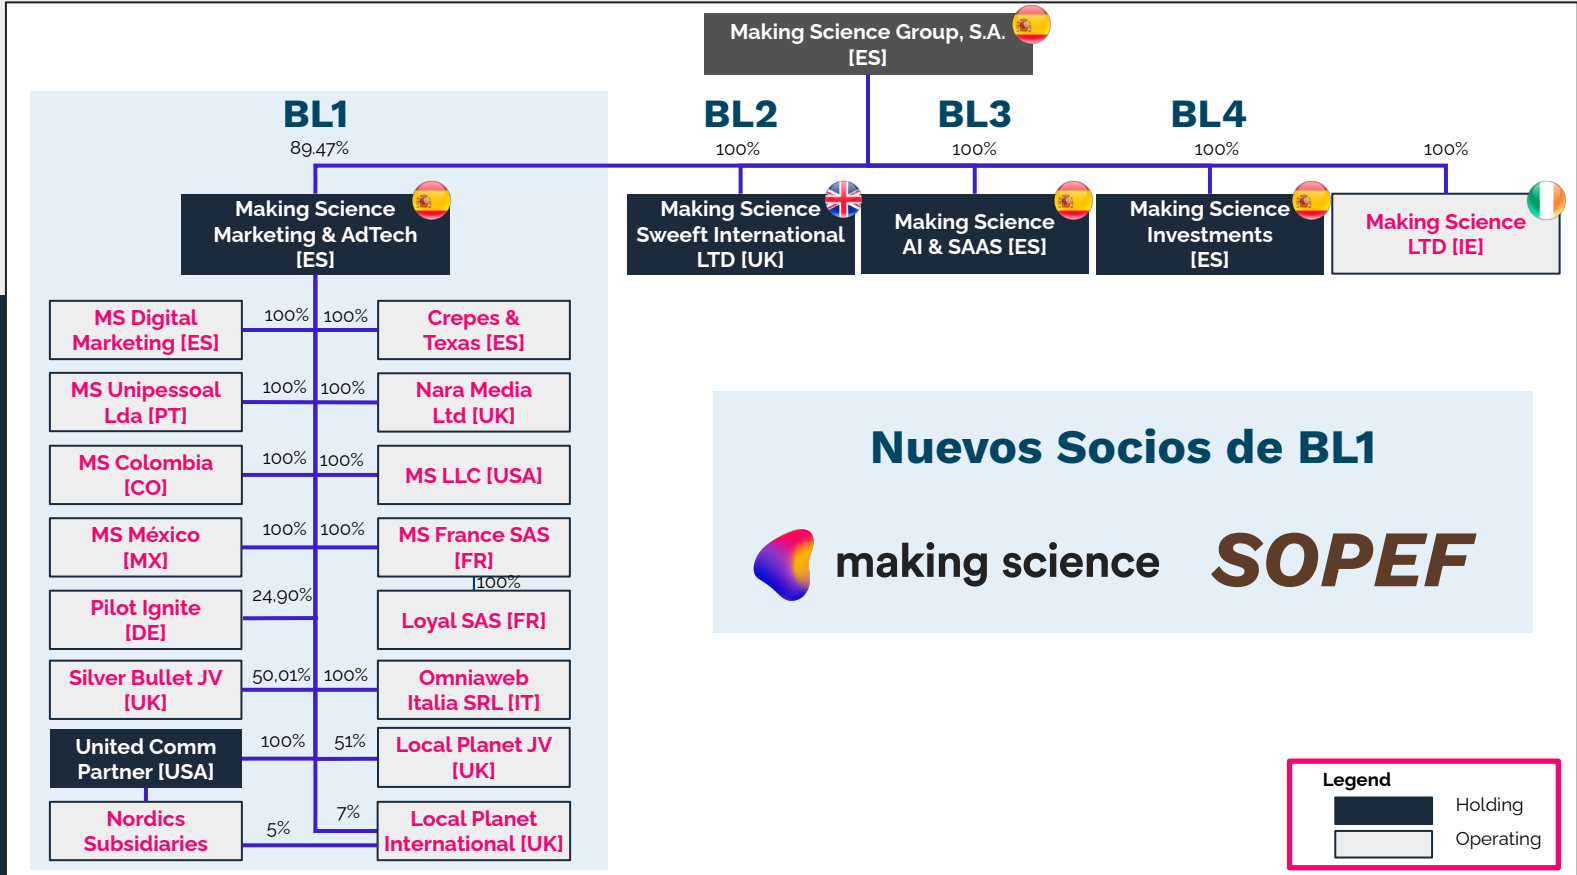 Making Science Group, S.A.
[ES]
BL1
89.47%
BL2
100%
BL3
100%
BL4
100%
100%
Making Science
Marketing & AdTech
[ES]
Making Science
Sweeft International
LTD [UK]
Making Science
AI & SAAS [ES]
Making Science
Investments
[ES]
Making Science
LTD [IE]
MS Digital
Marketing [ES]
100%
100%
Crepes &
Texas [ES]
MS Unipessoal
Lda [PT]
100%
100%
Nara Media
Ltd [UK]
MS Colombia
[CO]
100%
100%
MS LLC [USA]
MS México
[MX]
100%
100%
MS France SAS
[FR]
100%
Pilot Ignite
[DE]
24,90%
Loyal SAS [FR]
Silver Bullet JV
[UK]
50,01%
100%
Omniaweb
Italia SRL [IT]
United Comm
Partner [USA]
100%
51%
Local Planet JV
[UK]
Nordics
Subsidiaries
5%
7%
Local Planet
International [UK]
Nuevos Socios de BL1
making science
SOPEF
Legend
Holding
Operating